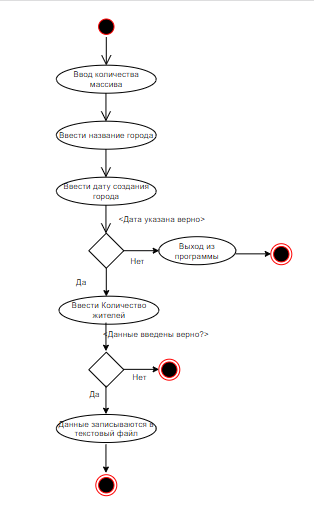 Ввод количества
массива
Ввести название города
Ввести дату создания
города
<Дата указана верно>
Нет
Выход из
программы
Да
Ввести Количество
жителей
<Данные введены верно?>
Нет
Да
Данные записываются в
текстовый файл